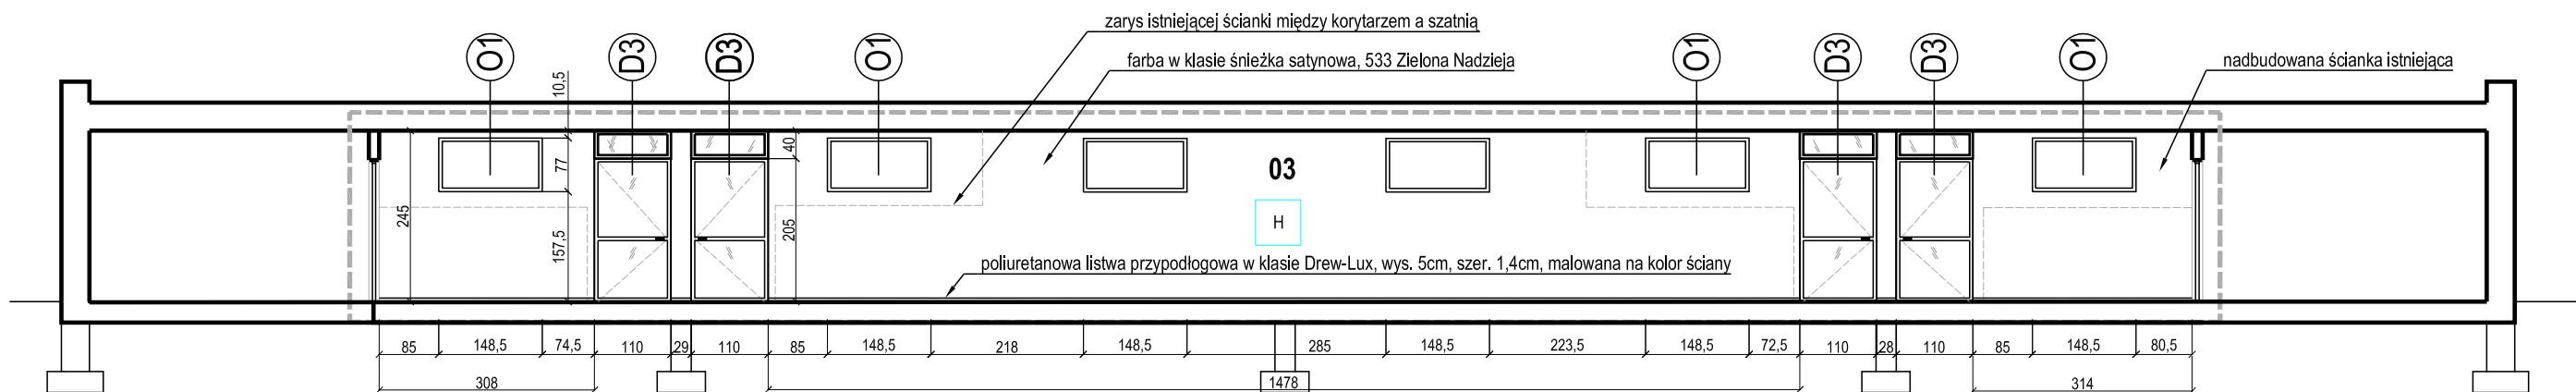 zarys istniejącej ścianki między korytarzem a szatnią
farba w klasie śnieżka satynowa, 533 Zielona Nadzieja
nadbudowana ścianka istniejąca
O1
D3
D3
O1
O1
D3
D3
O1
10,5
77
157,5
245
40
205
03
H
poliuretanowa listwa przypodłogowa w klasie Drew-Lux, wys. 5cm, szer. 1,4cm, malowana na kolor ściany
85 148,5 74,5 110 29 110 85 148,5 218 148,5 285 148,5 223,5 148,5 72,5 110 28 110 85 148,5 80,5
308 1478 314